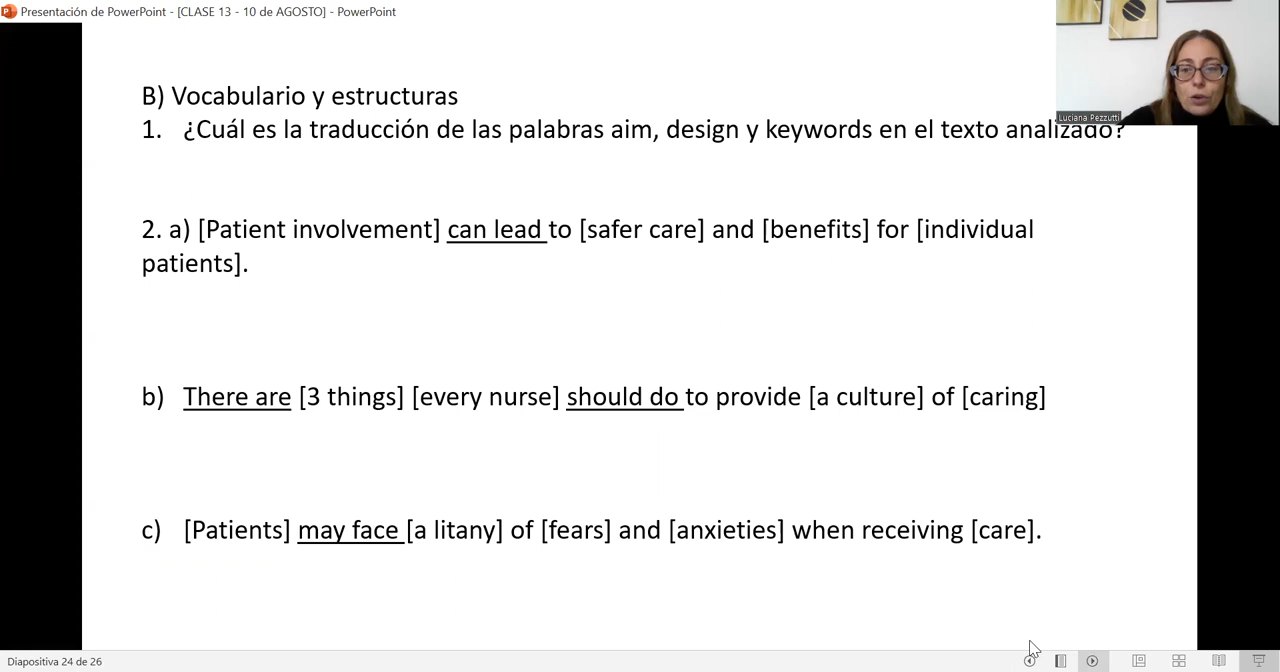 Presentación de PowerPoint - [CLASE 13 - 10 de AGOSTO] - PowerPoint
Luciana Pezzutti
B) Vocabulario y estructuras
1. ¿Cuál es la traducción de las palabras aim, design y keywords en el texto analizado?
2. a) [Patient involvement] can lead to [safer care] and [benefits] for [individual
patients].
b) There are [3 things] [every nurse] should do to provide [a culture] of [caring]
c) [Patients] may face [a litany] of [fears] and [anxieties] when receiving [care].
Diapositiva 24 de 26